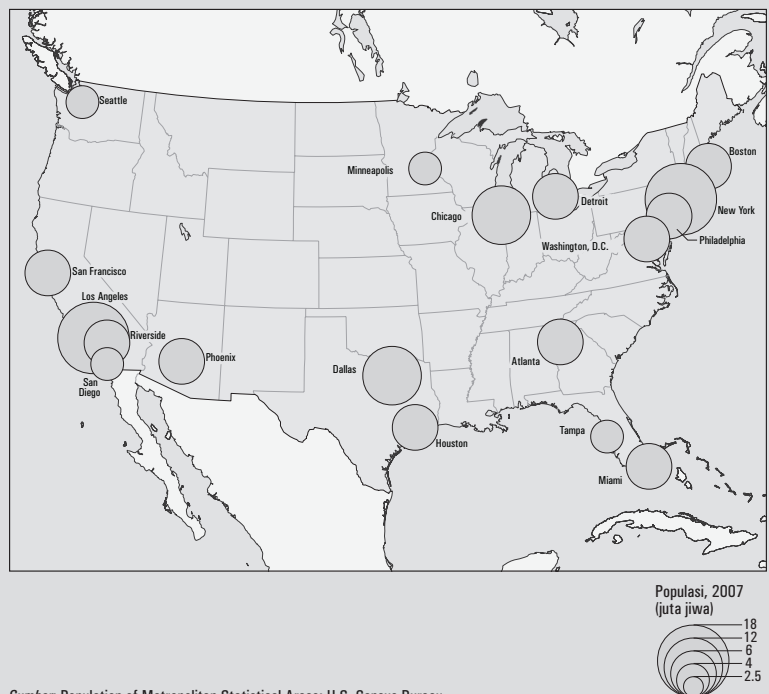 Seattle
Minneapolis
Boston
Detroit
Chicago
New York
Washington, D.C.
Philadelphia
San Francisco
Los Angeles
Riverside
Phoenix
San
Diego
Dallas
Atlanta
Houston
Tampa
Miami
Populasi, 2007
(juta jiwa)
18
12
6
4
2.5
Sumber: Population of Metropolitan Statistical Areas: U.S. Census Bureau